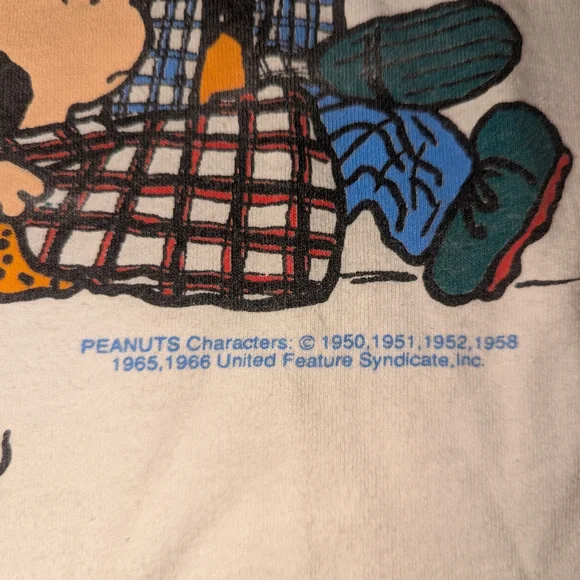 PEANUTS Characters: © 1950,1951,1952,1958
1965,1966 United Feature Syndicate,Inc.